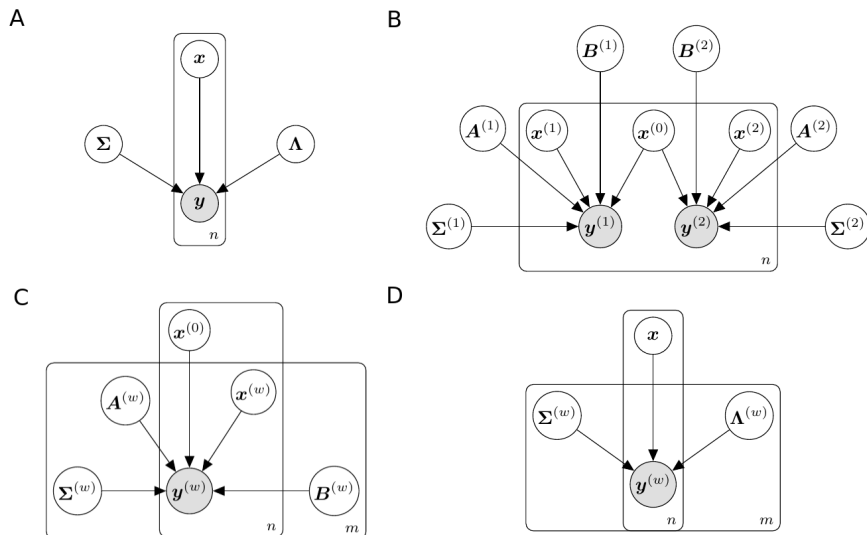 A
x
Σ
Λ
y
n
B
B^(1)
B^(2)
A^(1)
x^(1)
x^(0)
x^(2)
A^(2)
Σ^(1)
y^(1)
y^(2)
Σ^(2)
n
C
x^(0)
A^(w)
x^(w)
Σ^(w)
y^(w)
B^(w)
n
m
D
x
Σ^(w)
Λ^(w)
y^(w)
n
m